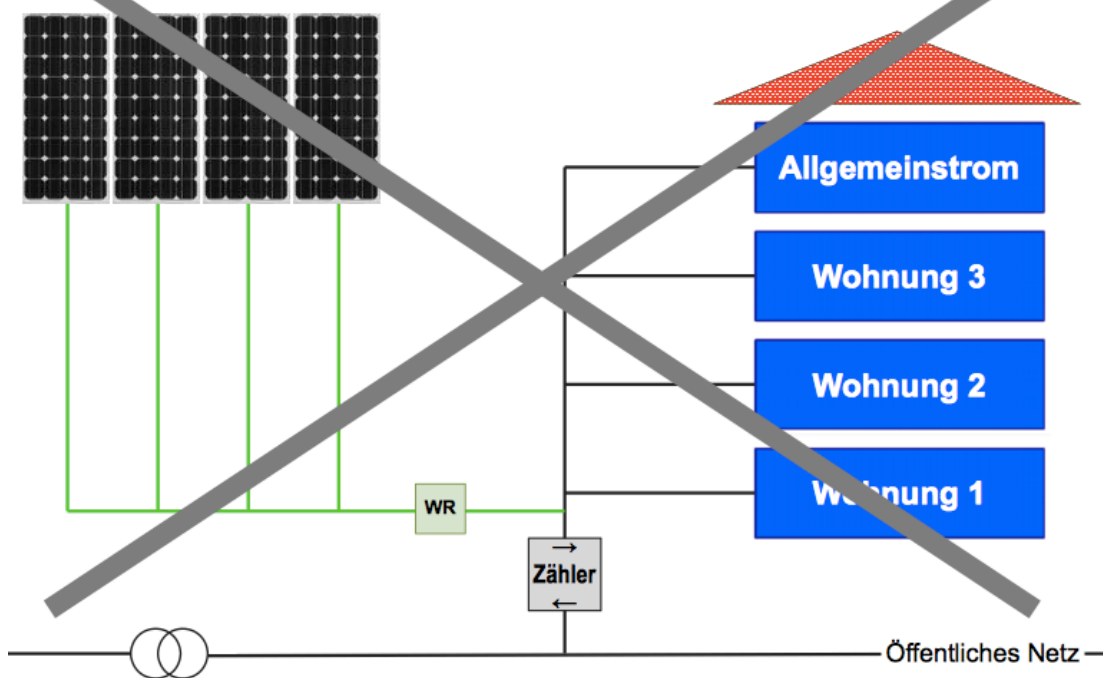 Allgemeinstrom
Wohnung 3
Wohnung 2
Wohnung 1
WR
→
Zähler
←
Öffentliches Netz